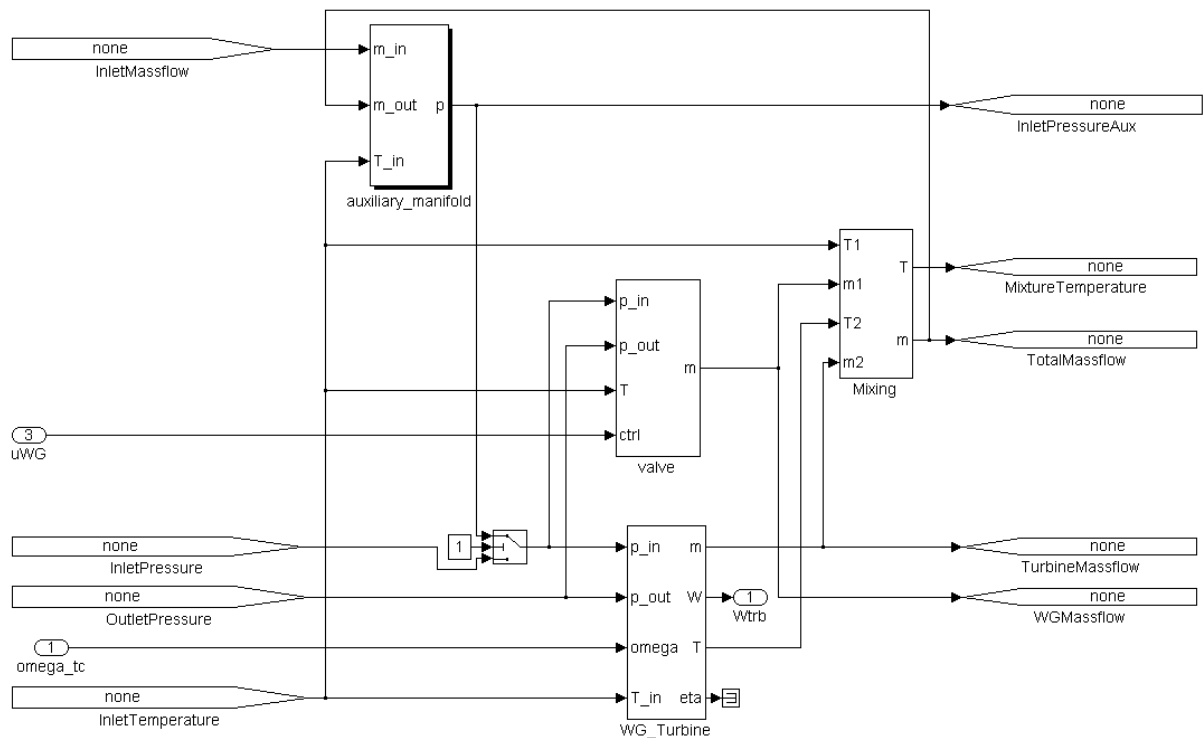 none
InletMassflow
m_in
m_out
p
T_in
auxiliary_manifold
none
InletPressureAux
T1
T
m1
T2
m
m2
Mixing
none
MixtureTemperature
none
TotalMassflow
p_in
p_out
m
T
ctrl
valve
3
uWG
none
InletPressure
1
none
OutletPressure
1
omega_tc
none
InletTemperature
p_in
m
p_out
W
omega
T
T_in
eta
WG_Turbine
1
Wtrb
none
TurbineMassflow
none
WGMassflow